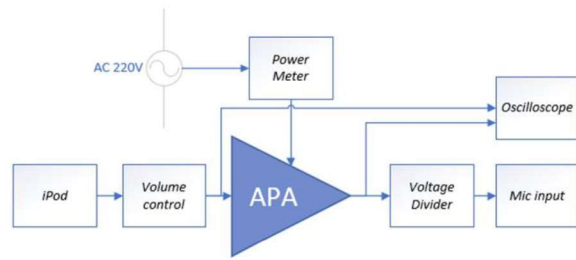 AC 220V
Power
Meter
Oscilloscope
iPod
Volume
control
APA
Voltage
Divider
Mic input